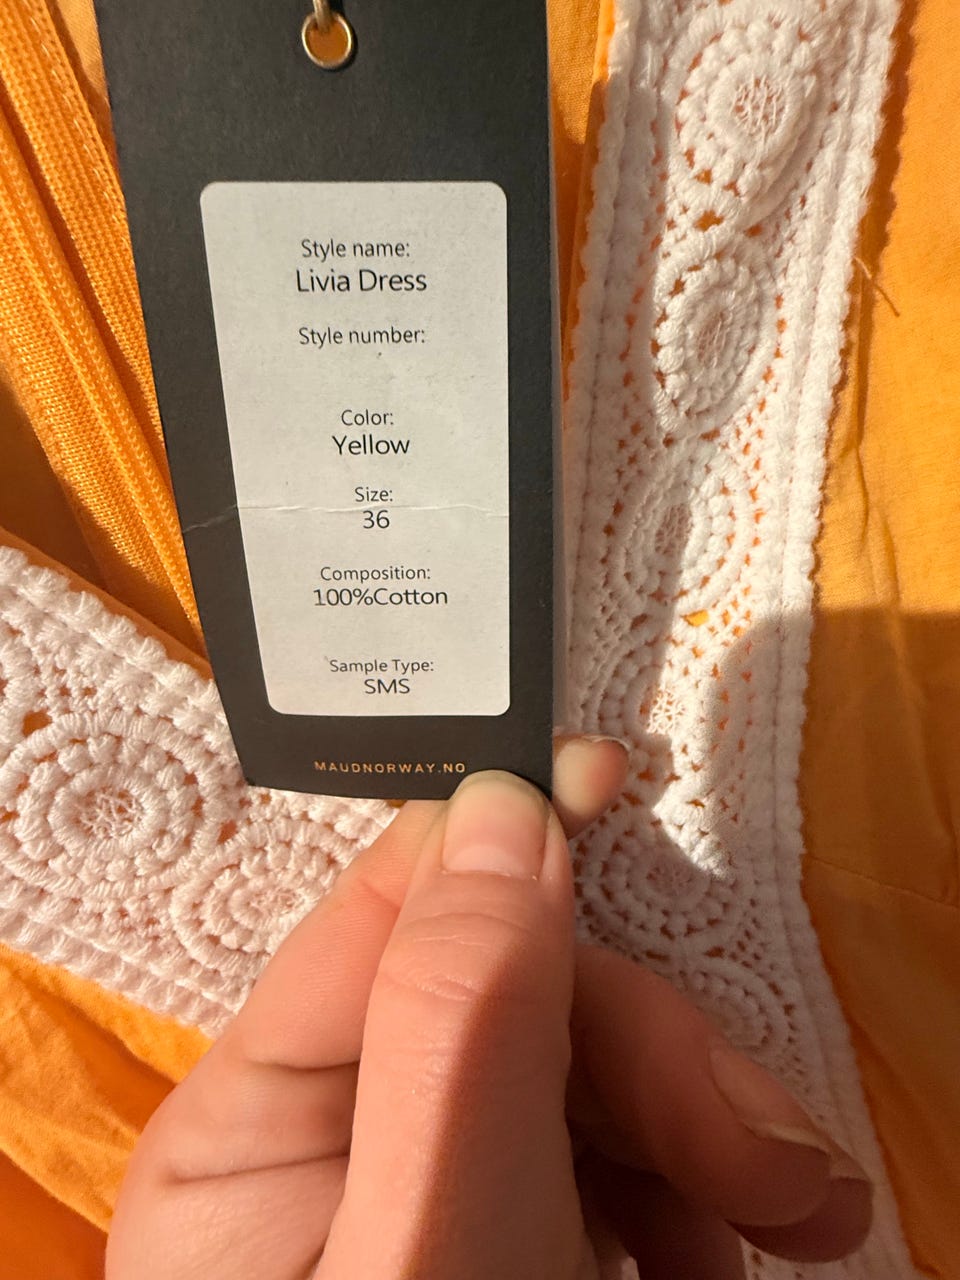 Style name:
Livia Dress
Style number:
Color:
Yellow
Size:
36
Composition:
100%Cotton
Sample Type:
SMS
MAUDNORWAY.NO